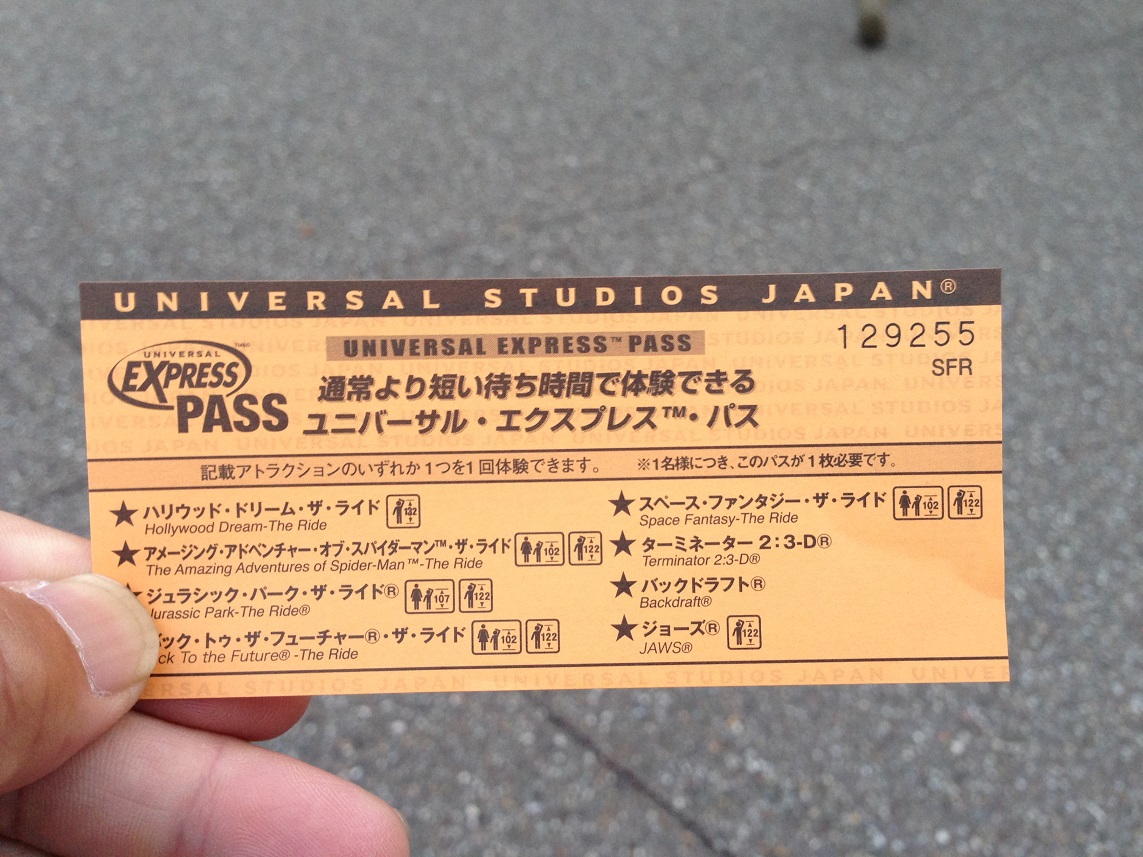 UNIVERSAL STUDIOS JAPAN®
UNIVERSAL EXPRESS™ PASS
129255
SFR
UNIVERSAL
EXPRESS
PASS
通常より短い待ち時間で体験できる
ユニバーサル・エクスプレス™・パス
記載アトラクションのいずれか1つを1回体験できます。 ※1名様につき、このパスが1枚必要です。
★ハリウッド・ドリーム・ザ・ライド 132
Hollywood Dream-The Ride
★アメージング・アドベンチャー・オブ・スパイダーマン™・ザ・ライド 102 122
The Amazing Adventures of Spider-Man™-The Ride
ジュラシック・パーク・ザ・ライド® 107 122
Jurassic Park-The Ride®
バック・トゥ・ザ・フューチャー®・ザ・ライド 102 122
ck To the Future® -The Ride
★スペース・ファンタジー・ザ・ライド 102 122
Space Fantasy-The Ride
★ターミネーター 2:3-D®
Terminator 2:3-D®
★バックドラフト®
Backdraft®
★ジョーズ® 122
JAWS®